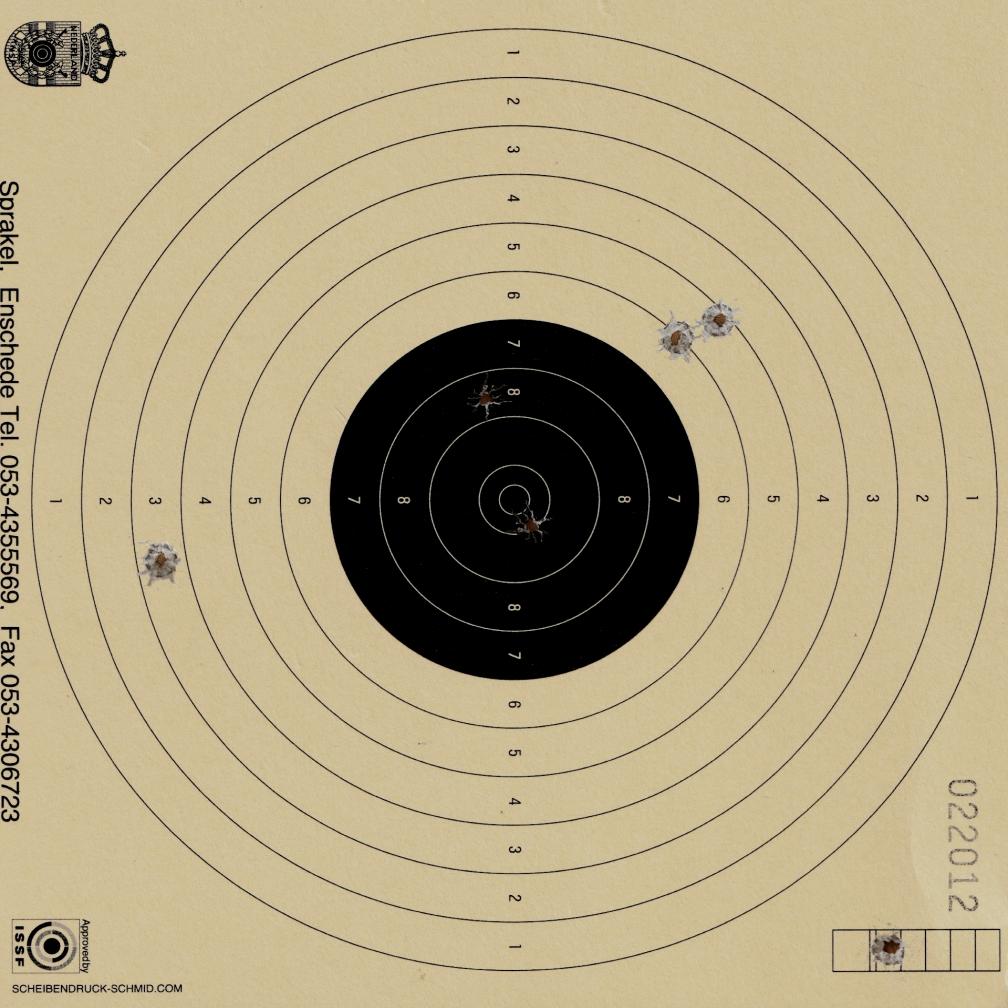 NEDERLAND
KNSA
Sprakel, Enschede Tel. 053-4355569, Fax 053-4306723
1
2
3
4
5
6
7
8
1 2 3 4 5 6 7 8 8 7 6 5 4 3 2 1
8
7
6
5
4
3
2
1
022012
Approved by
ISSF
SCHEIBENDRUCK-SCHMID.COM